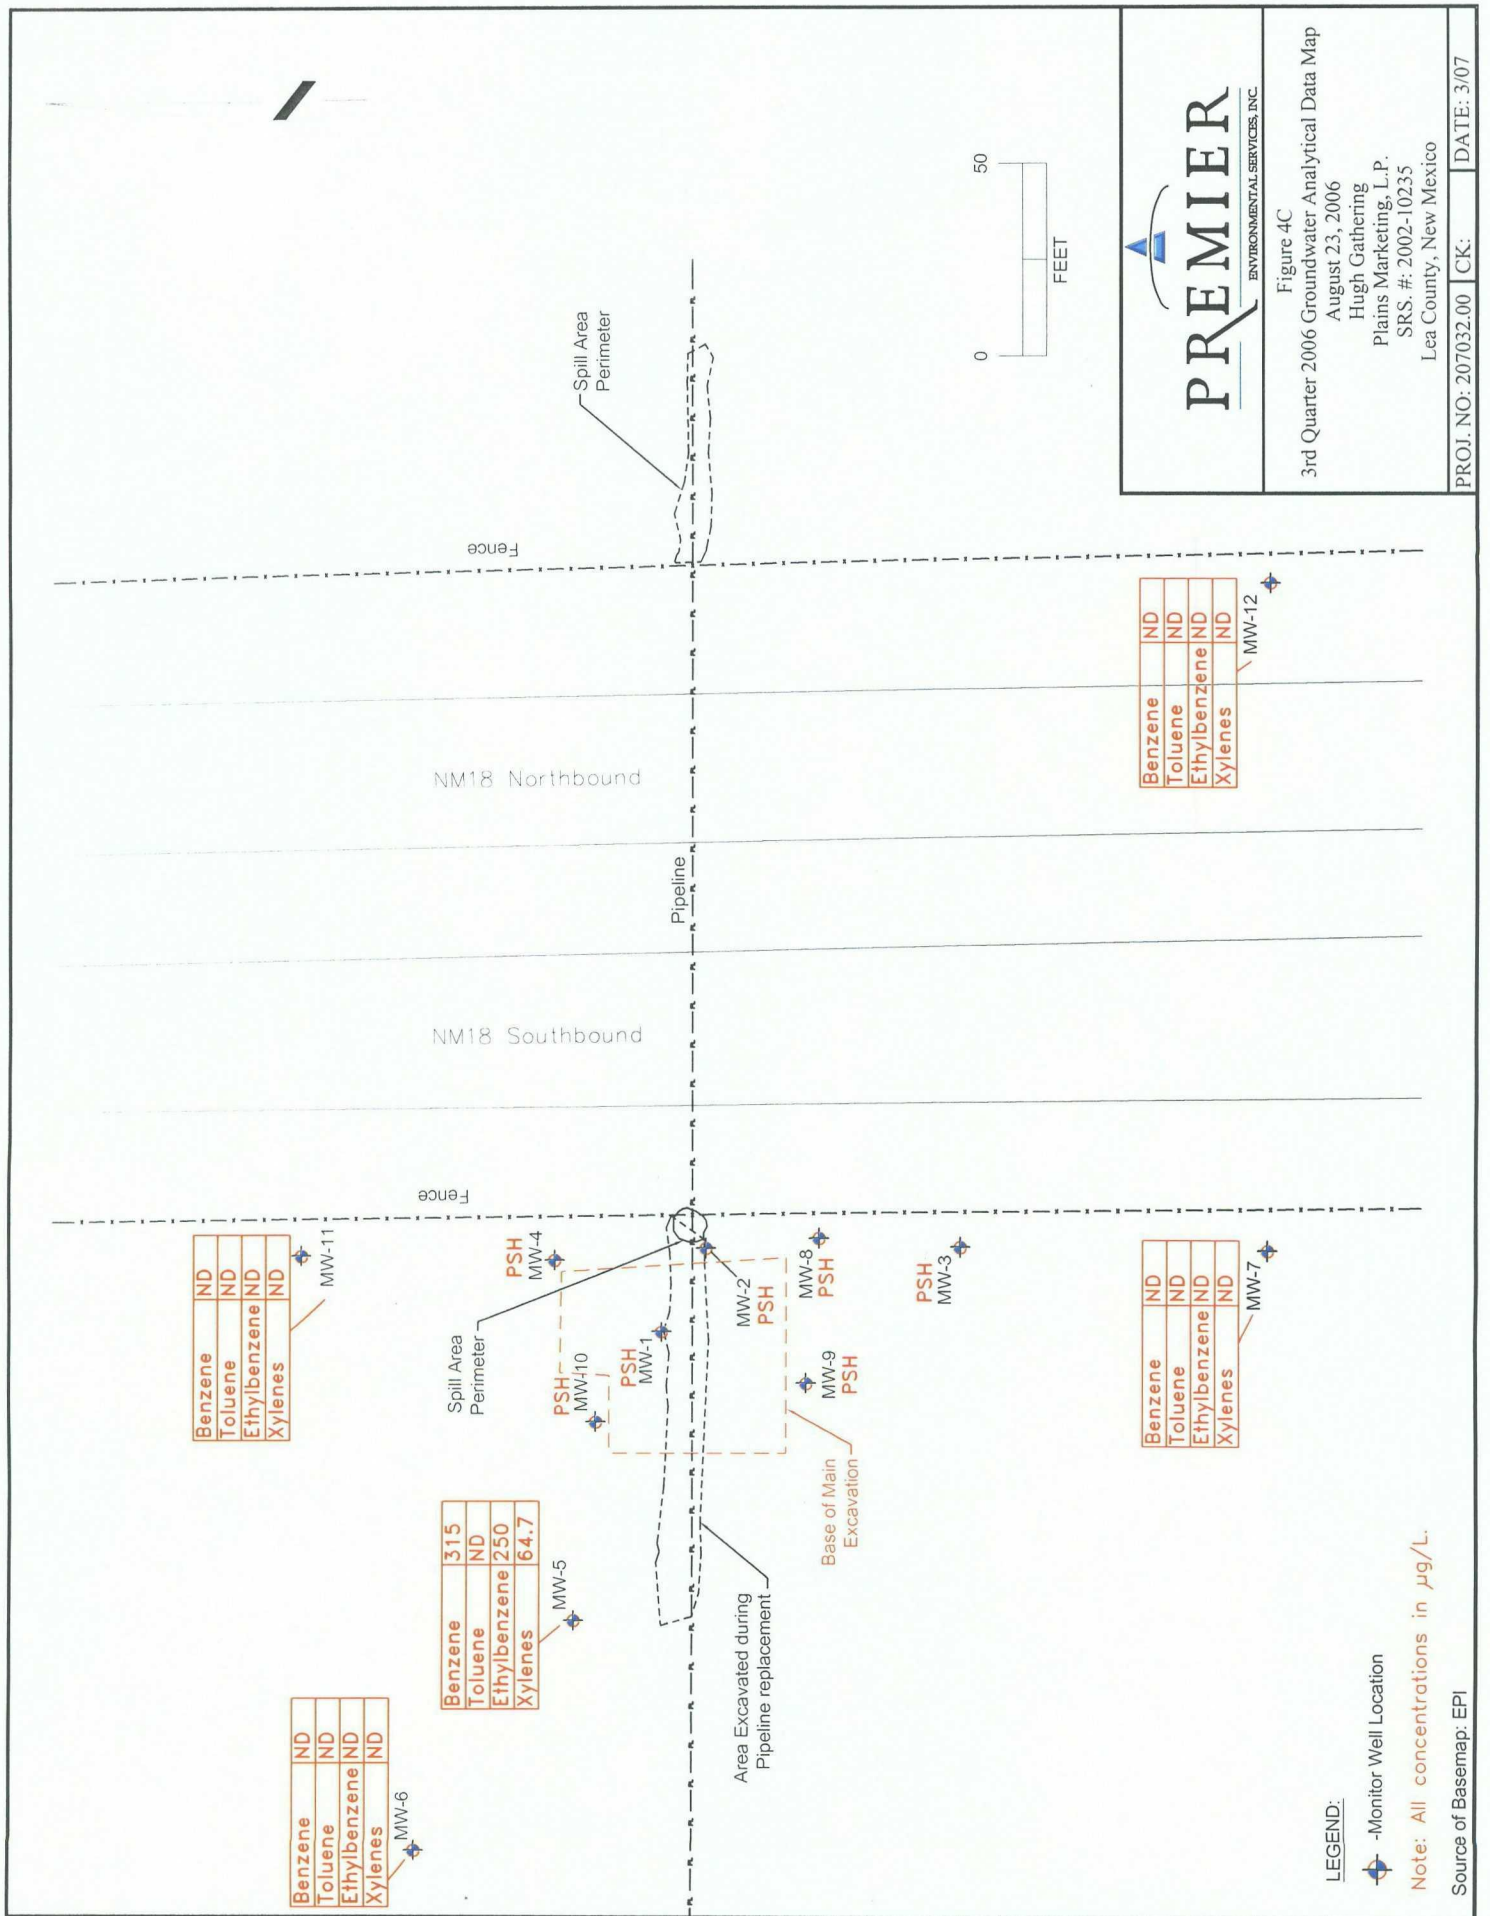 Benzene ND
Toluene ND
Ethylbenzene ND
Xylenes ND
MW-6
Benzene 315
Toluene ND
Ethylbenzene 250
Xylenes 64.7
MW-5
Benzene ND
Toluene ND
Ethylbenzene ND
Xylenes ND
MW-11
Spill Area
Perimeter
PSH
MW-4
PSH
MW-10
PSH
MW-1
MW-2
PSH
MW-8
PSH
MW-9
PSH
PSH
MW-3
Area Excavated during
Pipeline replacement
Base of Main
Excavation
Benzene ND
Toluene ND
Ethylbenzene ND
Xylenes ND
MW-7
Fence
NM18 Southbound
Pipeline
NM18 Northbound
Fence
Spill Area
Perimeter
Benzene ND
Toluene ND
Ethylbenzene ND
Xylenes ND
MW-12
0 50
FEET
LEGEND:
-Monitor Well Location
Note: All concentrations in µg/L.
Source of Basemap: EPI
PREMIER
ENVIRONMENTAL SERVICES, INC.
Figure 4C
3rd Quarter 2006 Groundwater Analytical Data Map
August 23, 2006
Hugh Gathering
Plains Marketing, L.P.
SRS. #: 2002-10235
Lea County, New Mexico
PROJ. NO: 207032.00 CK: DATE: 3/07